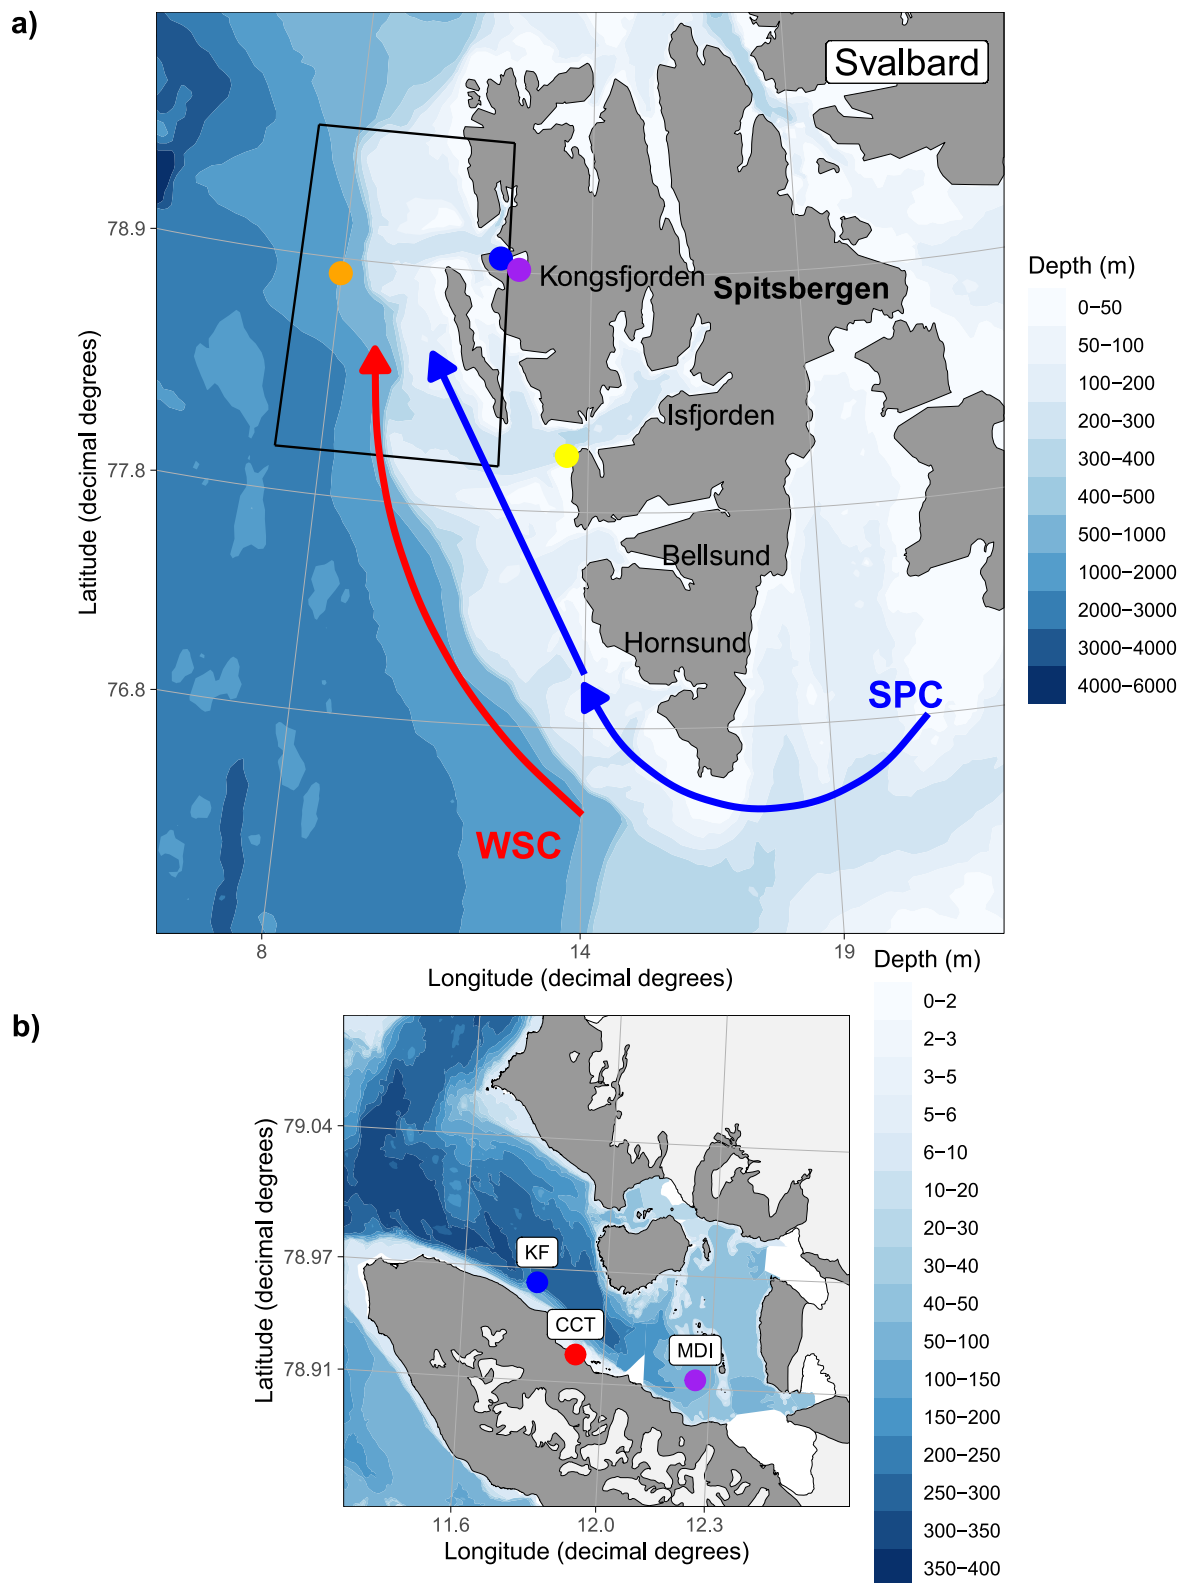 a)
Svalbard
78.9
77.8
76.8
Latitude (decimal degrees)
Kongsfjorden
Spitsbergen
Isfjorden
Bellsund
Hornsund
SPC
WSC
8
14
19
Longitude (decimal degrees)
Depth (m)
0−50
50−100
100−200
200−300
300−400
400−500
500−1000
1000−2000
2000−3000
3000−4000
4000−6000
b)
79.04
78.97
78.91
Latitude (decimal degrees)
KF
CCT
MDI
11.6
12.0
12.3
Longitude (decimal degrees)
Depth (m)
0−2
2−3
3−5
5−6
6−10
10−20
20−30
30−40
40−50
50−100
100−150
150−200
200−250
250−300
300−350
350−400